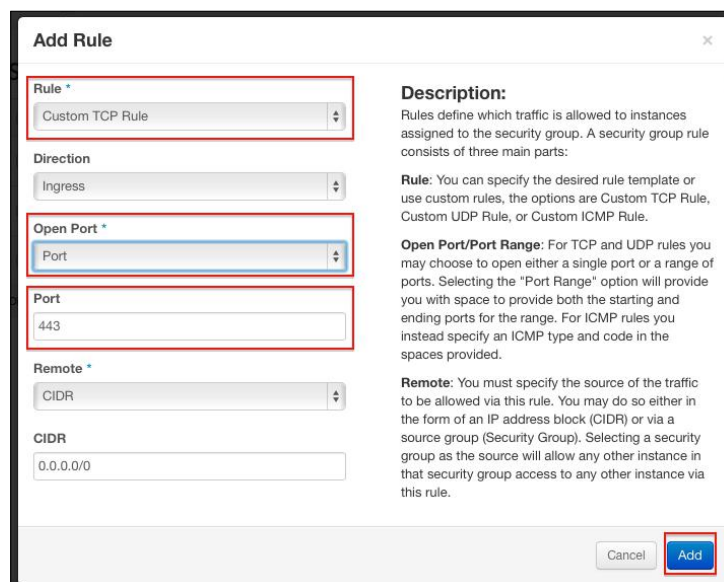 Add Rule
×
Rule *
Custom TCP Rule
Direction
Ingress
Open Port *
Port
Port
443
Remote *
CIDR
CIDR
0.0.0.0/0
Description:
Rules define which traffic is allowed to instances
assigned to the security group. A security group rule
consists of three main parts:
Rule: You can specify the desired rule template or
use custom rules, the options are Custom TCP Rule,
Custom UDP Rule, or Custom ICMP Rule.
Open Port/Port Range: For TCP and UDP rules you
may choose to open either a single port or a range of
ports. Selecting the "Port Range" option will provide
you with space to provide both the starting and
ending ports for the range. For ICMP rules you
instead specify an ICMP type and code in the
spaces provided.
Remote: You must specify the source of the traffic
to be allowed via this rule. You may do so either in
the form of an IP address block (CIDR) or via a
source group (Security Group). Selecting a security
group as the source will allow any other instance in
that security group access to any other instance via
this rule.
Cancel
Add